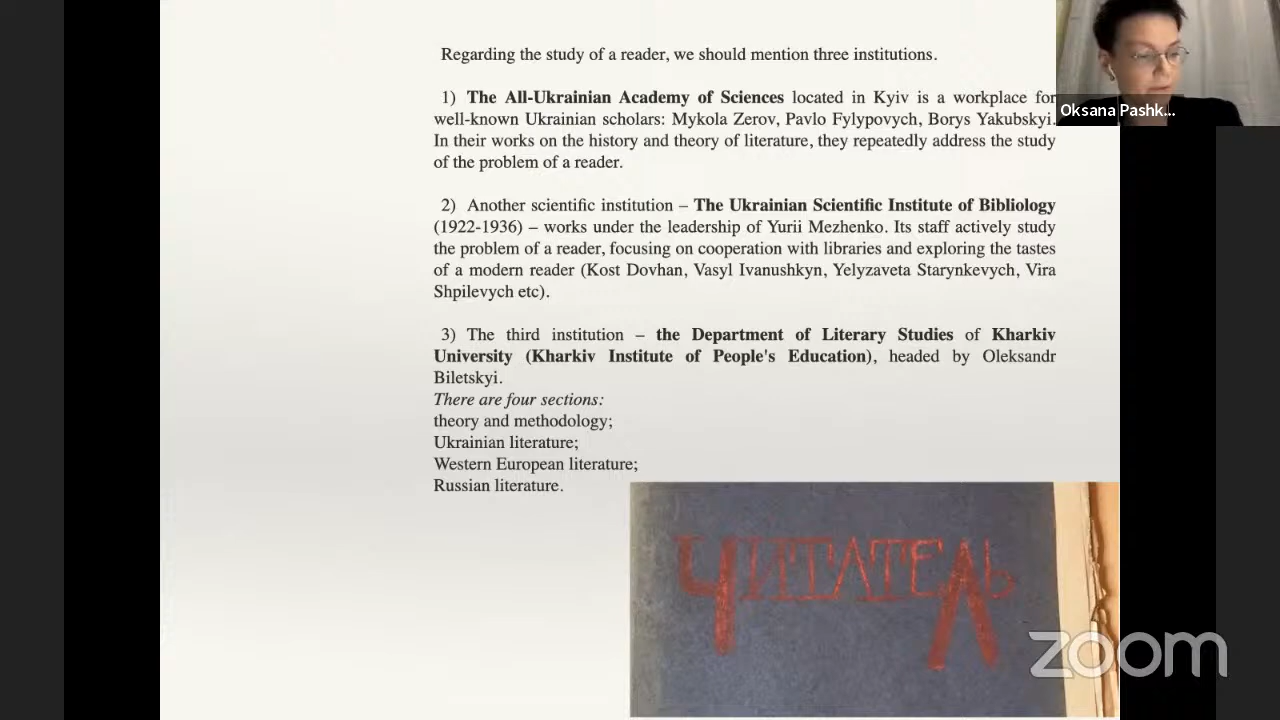 Regarding the study of a reader, we should mention three institutions.
1) The All-Ukrainian Academy of Sciences located in Kyiv is a workplace for
well-known Ukrainian scholars: Mykola Zerov, Pavlo Fylypovych, Borys Yakubskyi.
In their works on the history and theory of literature, they repeatedly address the study
of the problem of a reader.
2) Another scientific institution – The Ukrainian Scientific Institute of Bibliology
(1922-1936) – works under the leadership of Yurii Mezhenko. Its staff actively study
the problem of a reader, focusing on cooperation with libraries and exploring the tastes
of a modern reader (Kost Dovhan, Vasyl Ivanushkyn, Yelyzaveta Starynkevych, Vira
Shpilevych etc).
3) The third institution – the Department of Literary Studies of Kharkiv
University (Kharkiv Institute of People's Education), headed by Oleksandr
Biletskyi.
There are four sections:
theory and methodology;
Ukrainian literature;
Western European literature;
Russian literature.
ЧИТАТЕЛЬ
Oksana Pashk...
zoom